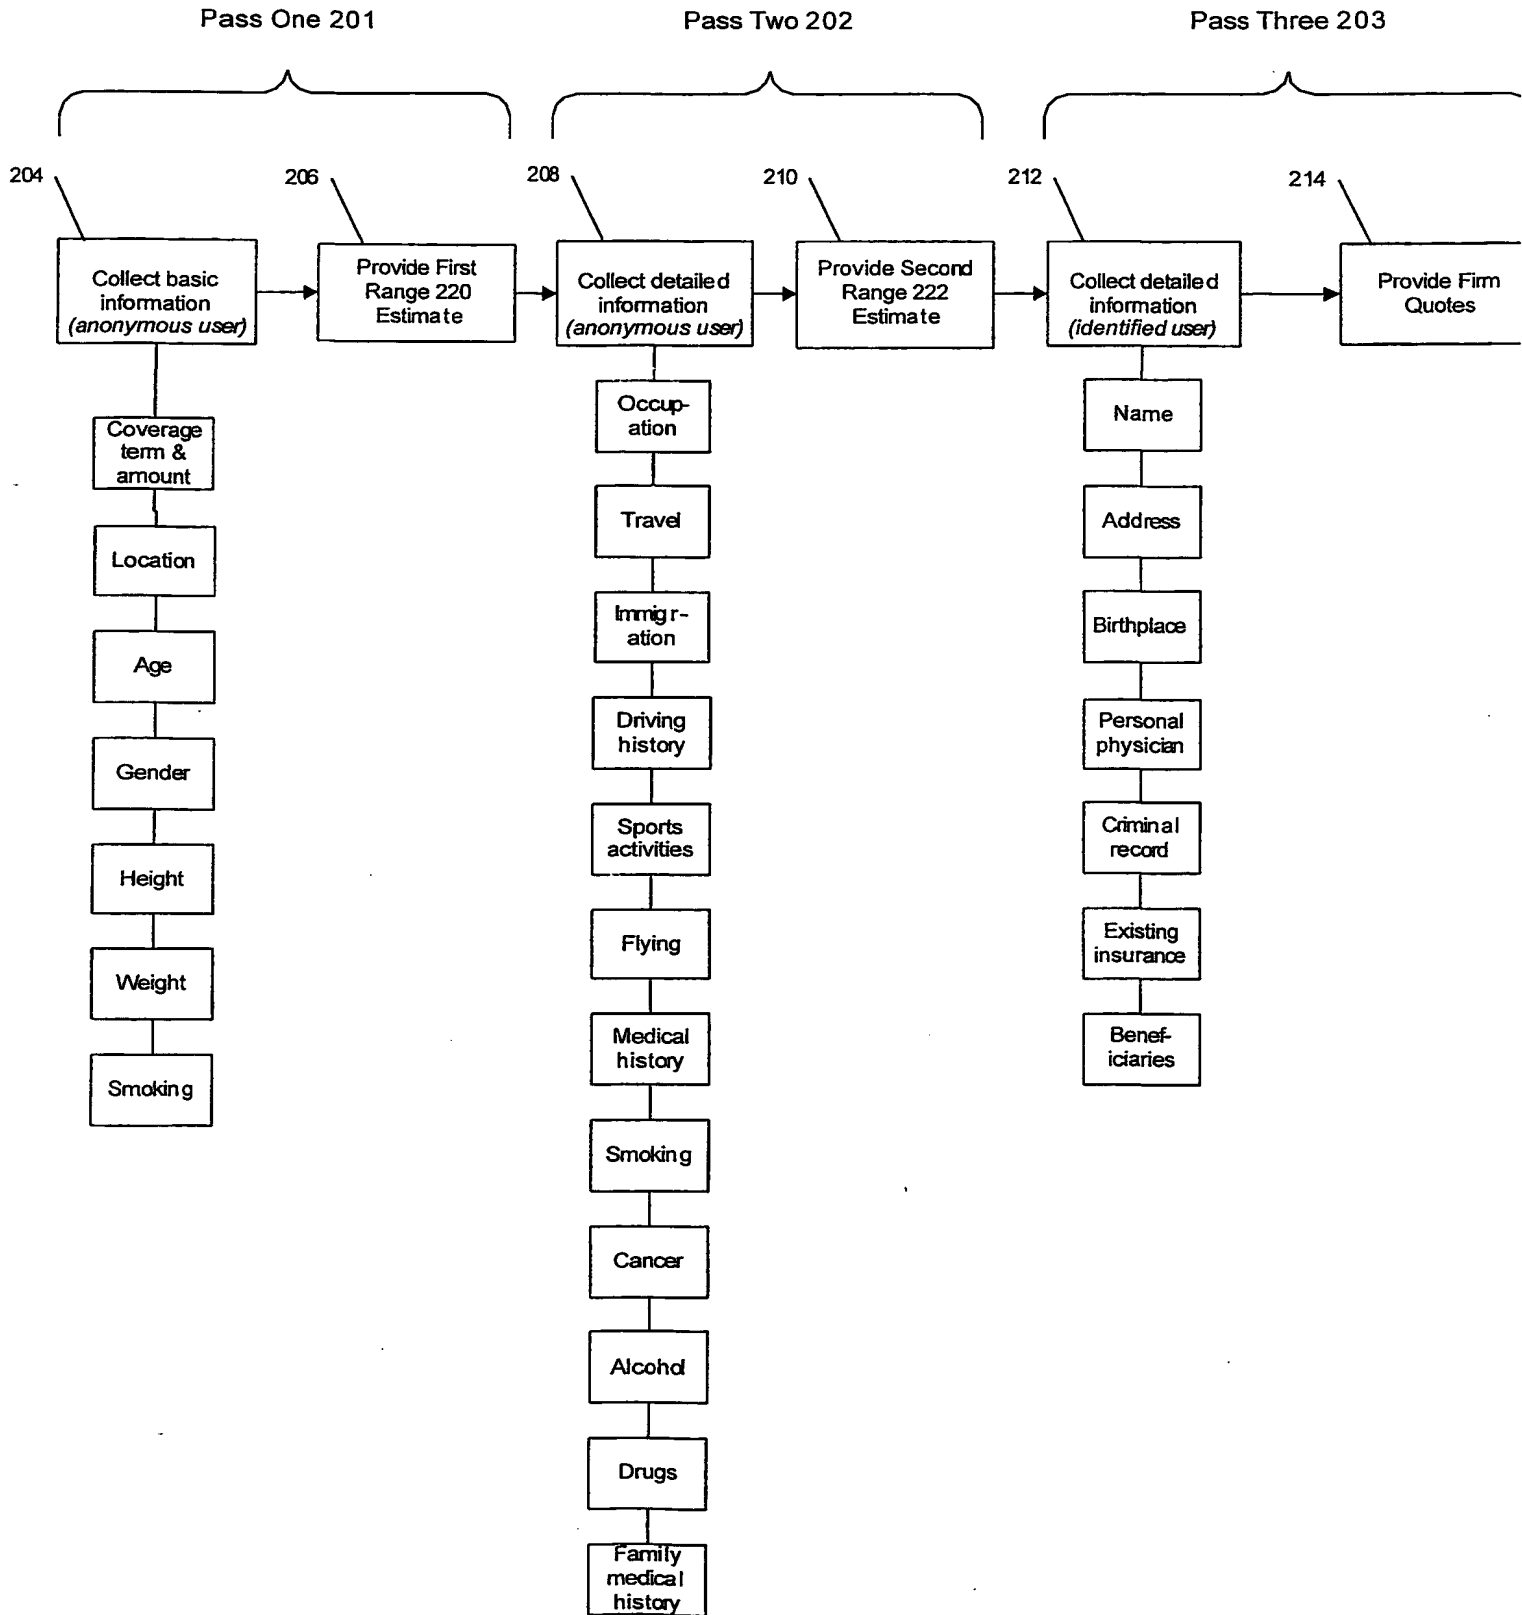 Pass One 201
Pass Two 202
Pass Three 203
204
206
208
210
212
214
Collect basic
information
(anonymous user)
Provide First
Range 220
Estimate
Collect detailed
information
(anonymous user)
Provide Second
Range 222
Estimate
Collect detailed
information
(identified user)
Provide Firm
Quotes
Coverage
term &
amount
Location
Age
Gender
Height
Weight
Smoking
Occup-
ation
Travel
Immigr-
ation
Driving
history
Sports
activities
Flying
Medical
history
Smoking
Cancer
Alcohol
Drugs
Family
medical
history
Name
Address
Birthplace
Personal
physician
Criminal
record
Existing
insurance
Benef-
iciaries